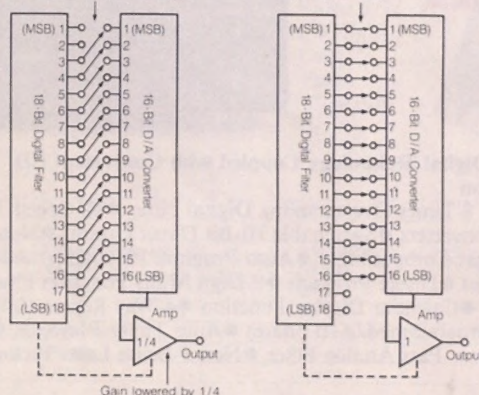 (MSB) 1 1 (MSB)
2 2
3 3
4 4
5 5
6 6
7 7
8 8
9 9
10 10
11 11
12 12
13 13
14 14
15 15
16 16 (LSB)
17
(LSB) 18
18-Bit Digital Filter
16-Bit D/A Converter
Amp
1/4
Output
Gain lowered by 1/4
(MSB) 1 1 (MSB)
2 2
3 3
4 4
5 5
6 6
7 7
8 8
9 9
10 10
11 11
12 12
13 13
14 14
15 15
16 16 (LSB)
17
(LSB) 18
18-Bit Digital Filter
16-Bit D/A Converter
Amp
1
Output